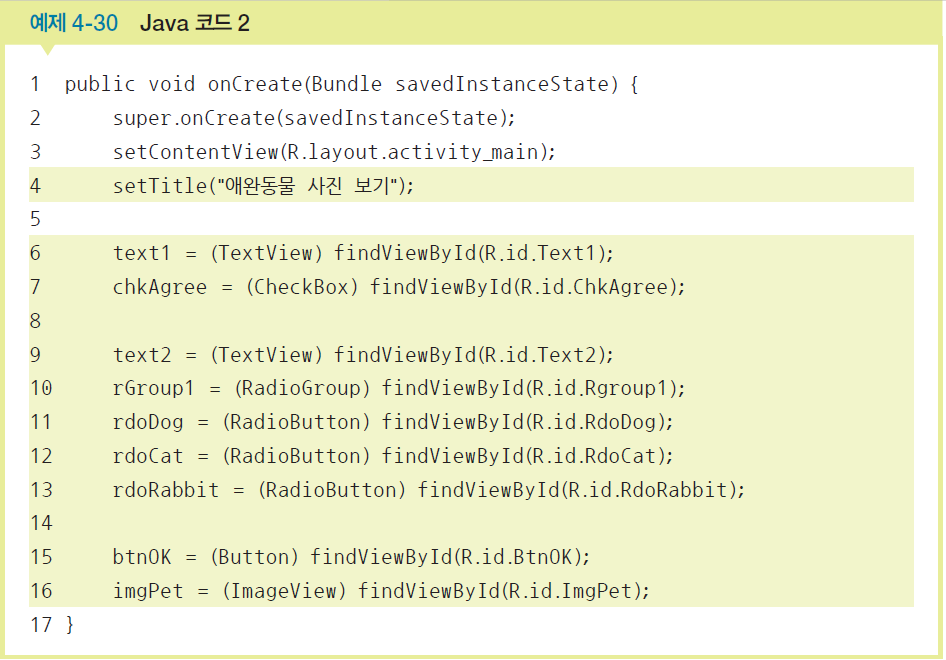 예제 4-30 Java 코드 2
1 public void onCreate(Bundle savedInstanceState) {
2 super.onCreate(savedInstanceState);
3 setContentView(R.layout.activity_main);
4 setTitle("애완동물 사진 보기");
5
6 text1 = (TextView) findViewById(R.id.Text1);
7 chkAgree = (CheckBox) findViewById(R.id.ChkAgree);
8
9 text2 = (TextView) findViewById(R.id.Text2);
10 rGroup1 = (RadioGroup) findViewById(R.id.Rgroup1);
11 rdoDog = (RadioButton) findViewById(R.id.RdoDog);
12 rdoCat = (RadioButton) findViewById(R.id.RdoCat);
13 rdoRabbit = (RadioButton) findViewById(R.id.RdoRabbit);
14
15 btnOK = (Button) findViewById(R.id.BtnOK);
16 imgPet = (ImageView) findViewById(R.id.ImgPet);
17 }